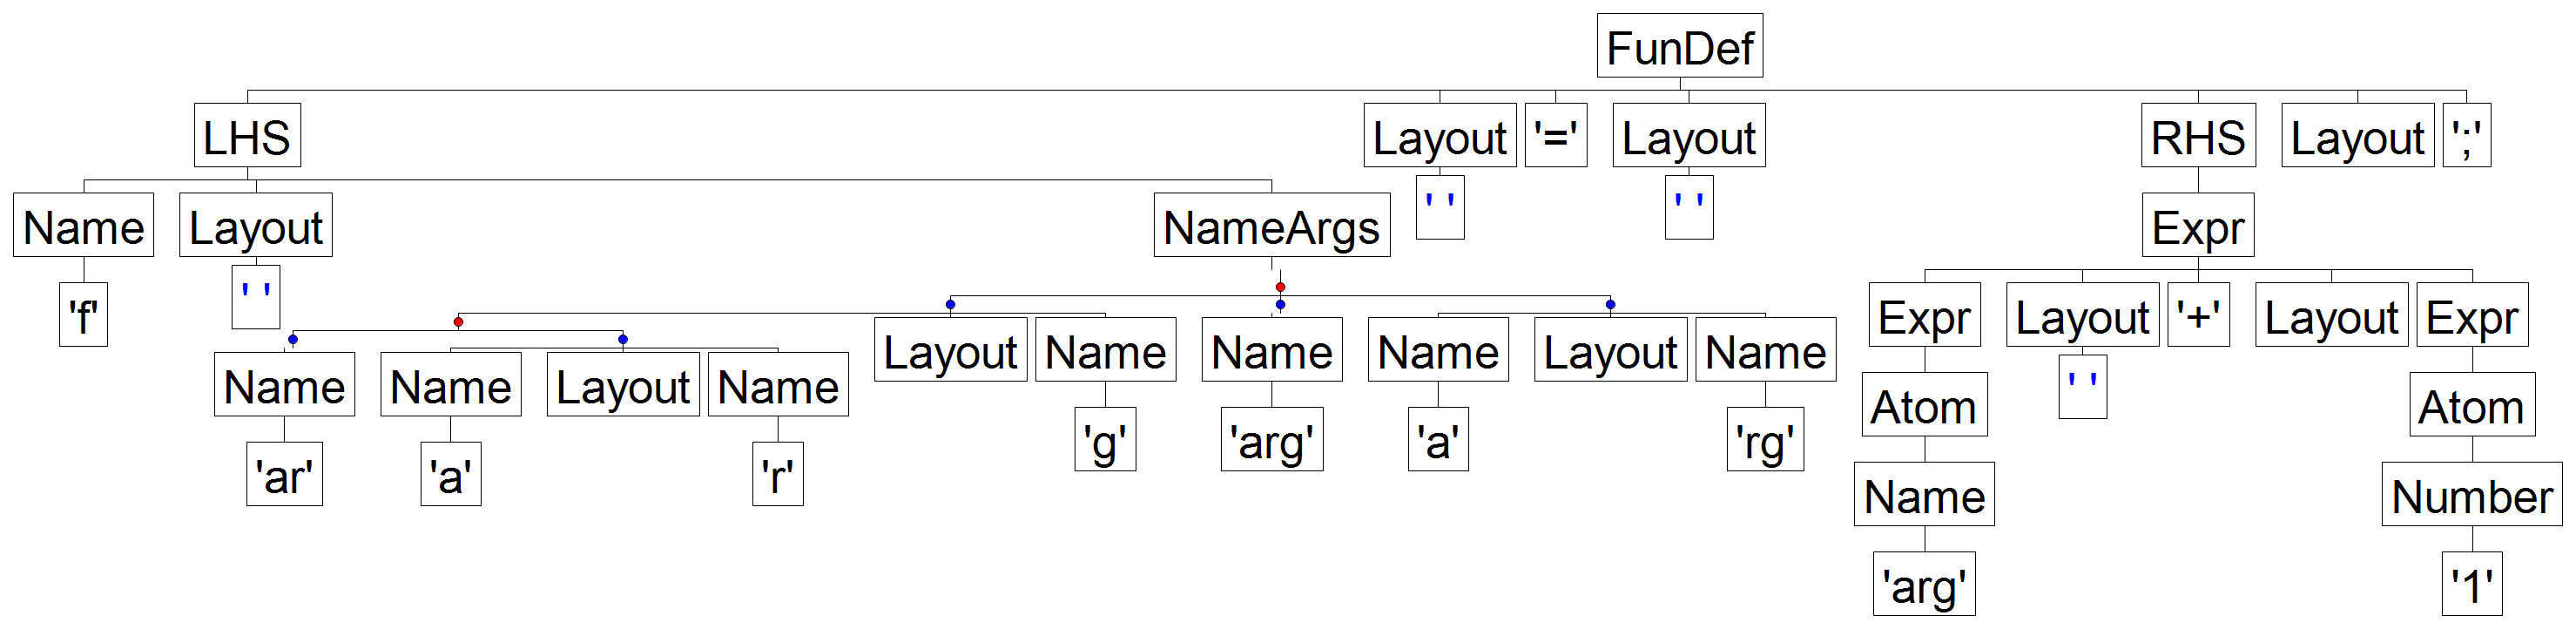 FunDef
LHS Layout '=' Layout RHS Layout ';'
Name Layout NameArgs ' ' ' ' Expr
'f' ' ' Expr Layout '+' Layout Expr
Layout Name Name Name Layout Name
Name Name Layout Name ' ' Atom Atom
'g' 'arg' 'a' 'rg'
'ar' 'a' 'r' Name Number
'arg' '1'